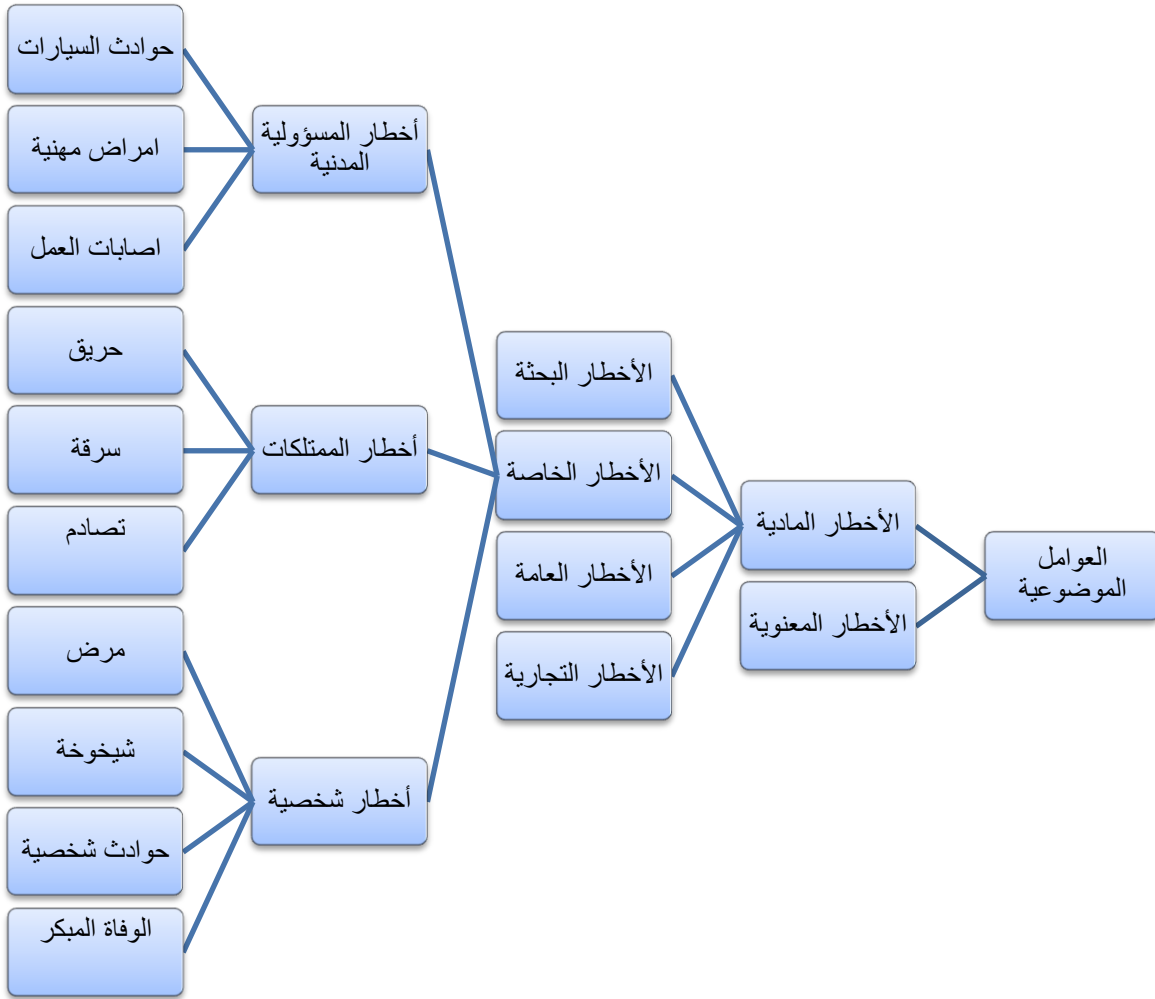 العوامل
الموضوعية
الأخطار المادية
الأخطار المعنوية
الأخطار البحثة
الأخطار الخاصة
الأخطار العامة
الأخطار التجارية
أخطار المسؤولية
المدنية
أخطار الممتلكات
أخطار شخصية
حوادث السيارات
امراض مهنية
اصابات العمل
حريق
سرقة
تصادم
مرض
شيخوخة
حوادث شخصية
الوفاة المبكر